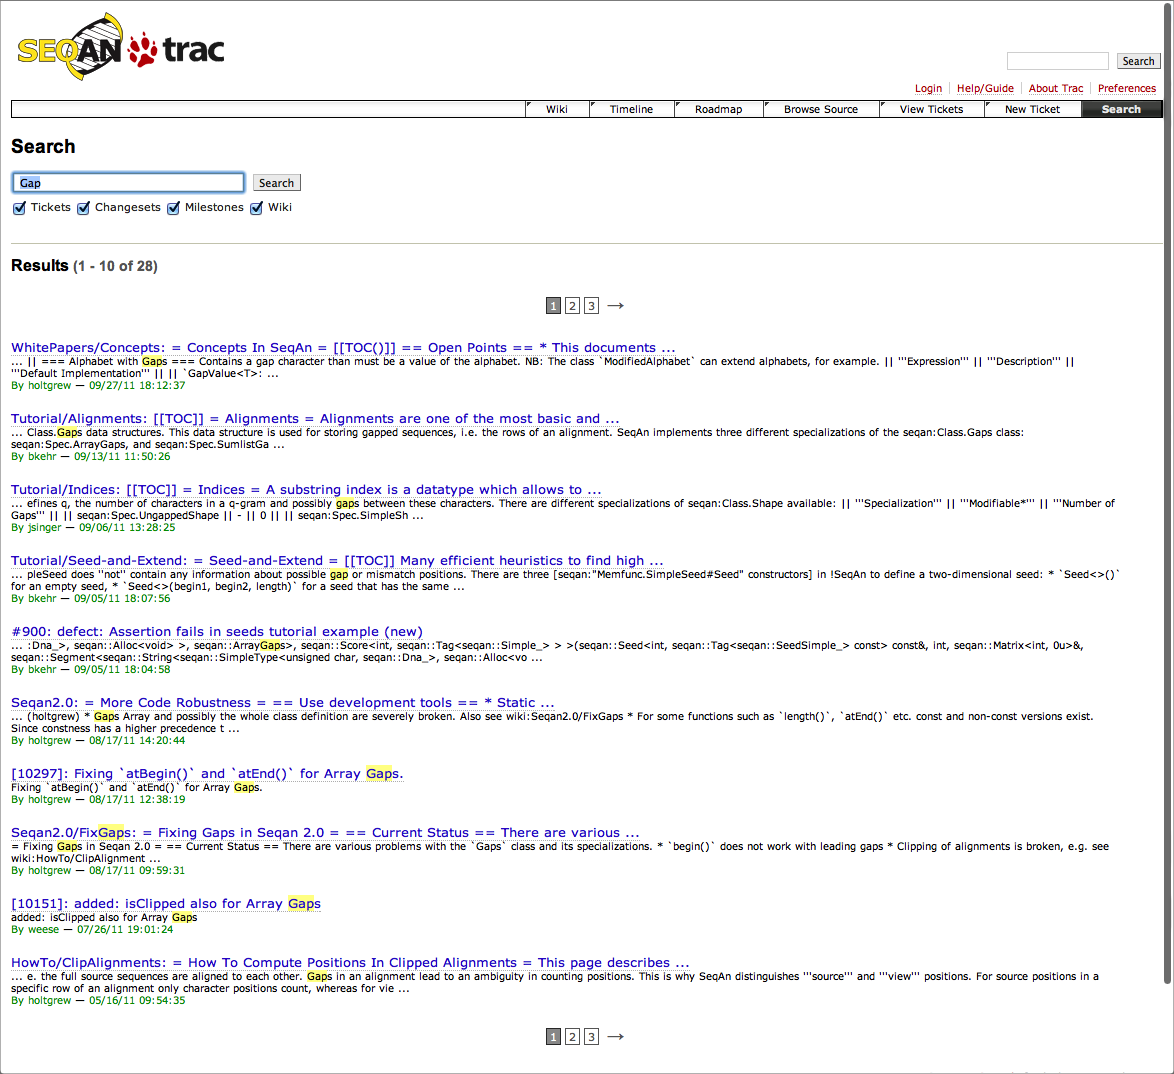 SEQAN trac
Search
Login Help/Guide About Trac Preferences
Wiki Timeline Roadmap Browse Source View Tickets New Ticket Search
Search
Gap Search
Tickets Changesets Milestones Wiki
Results (1 - 10 of 28)
1 2 3 →
WhitePapers/Concepts: = Concepts In SeqAn = [[TOC()]] == Open Points == * This documents ...
... || === Alphabet with Gaps === Contains a gap character than must be a value of the alphabet. NB: The class `ModifiedAlphabet` can extend alphabets, for example. || '''Expression''' || '''Description''' ||
'''Default Implementation''' || || `GapValue<T>: ...
By holtgrew — 09/27/11 18:12:37
Tutorial/Alignments: [[TOC]] = Alignments = Alignments are one of the most basic and ...
... Class.Gaps data structures. This data structure is used for storing gapped sequences, i.e. the rows of an alignment. SeqAn implements three different specializations of the seqan:Class.Gaps class:
seqan:Spec.ArrayGaps, and seqan:Spec.SumlistGa ...
By bkehr — 09/13/11 11:50:26
Tutorial/Indices: [[TOC]] = Indices = A substring index is a datatype which allows to ...
... efines q, the number of characters in a q-gram and possibly gaps between these characters. There are different specializations of seqan:Class.Shape available: || '''Specialization''' || '''Modifiable*''' || '''Number of
Gaps''' || || seqan:Spec.UngappedShape || - || 0 || || seqan:Spec.SimpleSh ...
By jsinger — 09/06/11 13:28:25
Tutorial/Seed-and-Extend: = Seed-and-Extend = [[TOC]] Many efficient heuristics to find high ...
... pleSeed does ''not'' contain any information about possible gap or mismatch positions. There are three [seqan:"Memfunc.SimpleSeed#Seed" constructors] in !SeqAn to define a two-dimensional seed: * `Seed<>()`
for an empty seed, * `Seed<>(begin1, begin2, length)` for a seed that has the same ...
By bkehr — 09/05/11 18:07:56
#900: defect: Assertion fails in seeds tutorial example (new)
... :Dna_>, seqan::Alloc<void> >, seqan::ArrayGaps>, seqan::Score<int, seqan::Tag<seqan::Simple_> > >(seqan::Seed<int, seqan::Tag<seqan::SeedSimple_> const> const&, int, seqan::Matrix<int, 0u>&,
seqan::Segment<seqan::String<seqan::SimpleType<unsigned char, seqan::Dna_>, seqan::Alloc<vo ...
By bkehr — 09/05/11 18:04:58
Seqan2.0: = More Code Robustness = == Use development tools == * Static ...
... (holtgrew) * Gaps Array and possibly the whole class definition are severely broken. Also see wiki:Seqan2.0/FixGaps * For some functions such as `length()`, `atEnd()` etc. const and non-const versions exist.
Since constness has a higher precedence t ...
By holtgrew — 08/17/11 14:20:44
[10297]: Fixing `atBegin()` and `atEnd()` for Array Gaps.
Fixing `atBegin()` and `atEnd()` for Array Gaps.
By holtgrew — 08/17/11 12:38:19
Seqan2.0/FixGaps: = Fixing Gaps in Seqan 2.0 = == Current Status == There are various ...
= Fixing Gaps in Seqan 2.0 = == Current Status == There are various problems with the `Gaps` class and its specializations. * `begin()` does not work with leading gaps * Clipping of alignments is broken, e.g. see
wiki:HowTo/ClipAlignment ...
By holtgrew — 08/17/11 09:59:31
[10151]: added: isClipped also for Array Gaps
added: isClipped also for Array Gaps
By weese — 07/26/11 19:01:24
HowTo/ClipAlignments: = How To Compute Positions In Clipped Alignments = This page describes ...
... e. the full source sequences are aligned to each other. Gaps in an alignment lead to an ambiguity in counting positions. This is why SeqAn distinguishes '''source''' and '''view''' positions. For source positions in a
specific row of an alignment only character positions count, whereas for vie ...
By holtgrew — 05/16/11 09:54:35
1 2 3 →